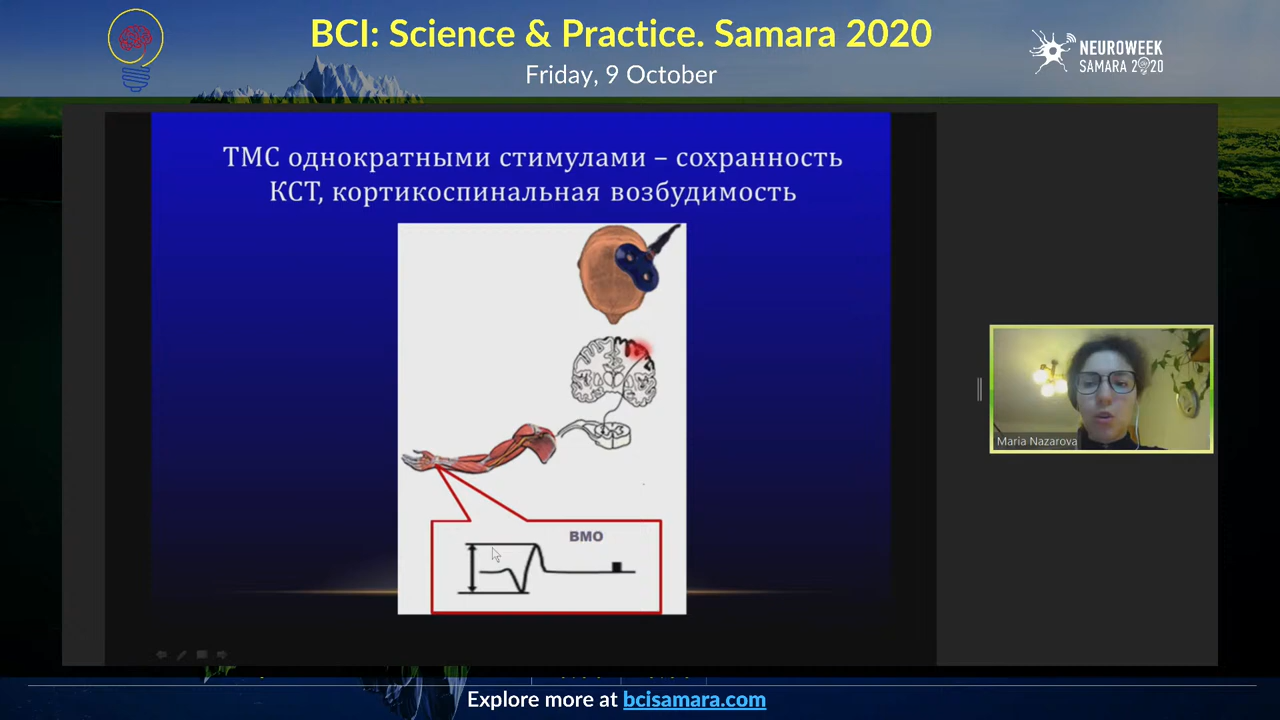 BCI: Science & Practice. Samara 2020
Friday, 9 October
NEUROWEEK
SAMARA 2020
ТМС однократными стимулами – сохранность
КСТ, кортикоспинальная возбудимость
ВМО
Maria Nazarova
Explore more at bcisamara.com